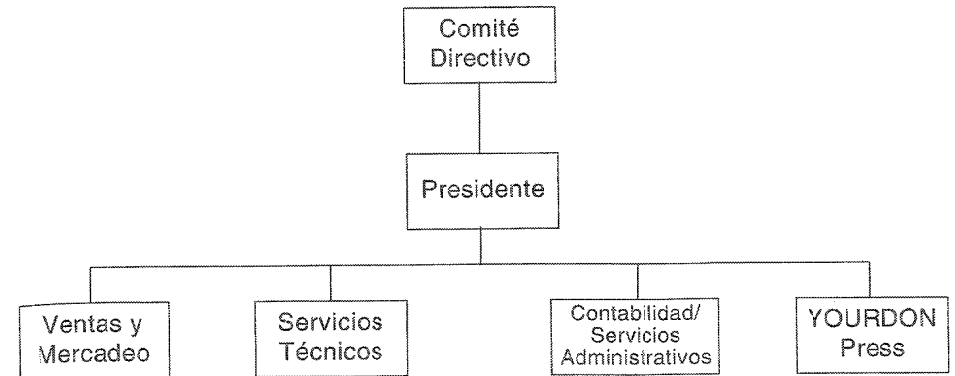 Comité
Directivo
Presidente
Ventas y
Mercadeo
Servicios
Técnicos
Contabilidad/
Servicios
Administrativos
YOURDON
Press